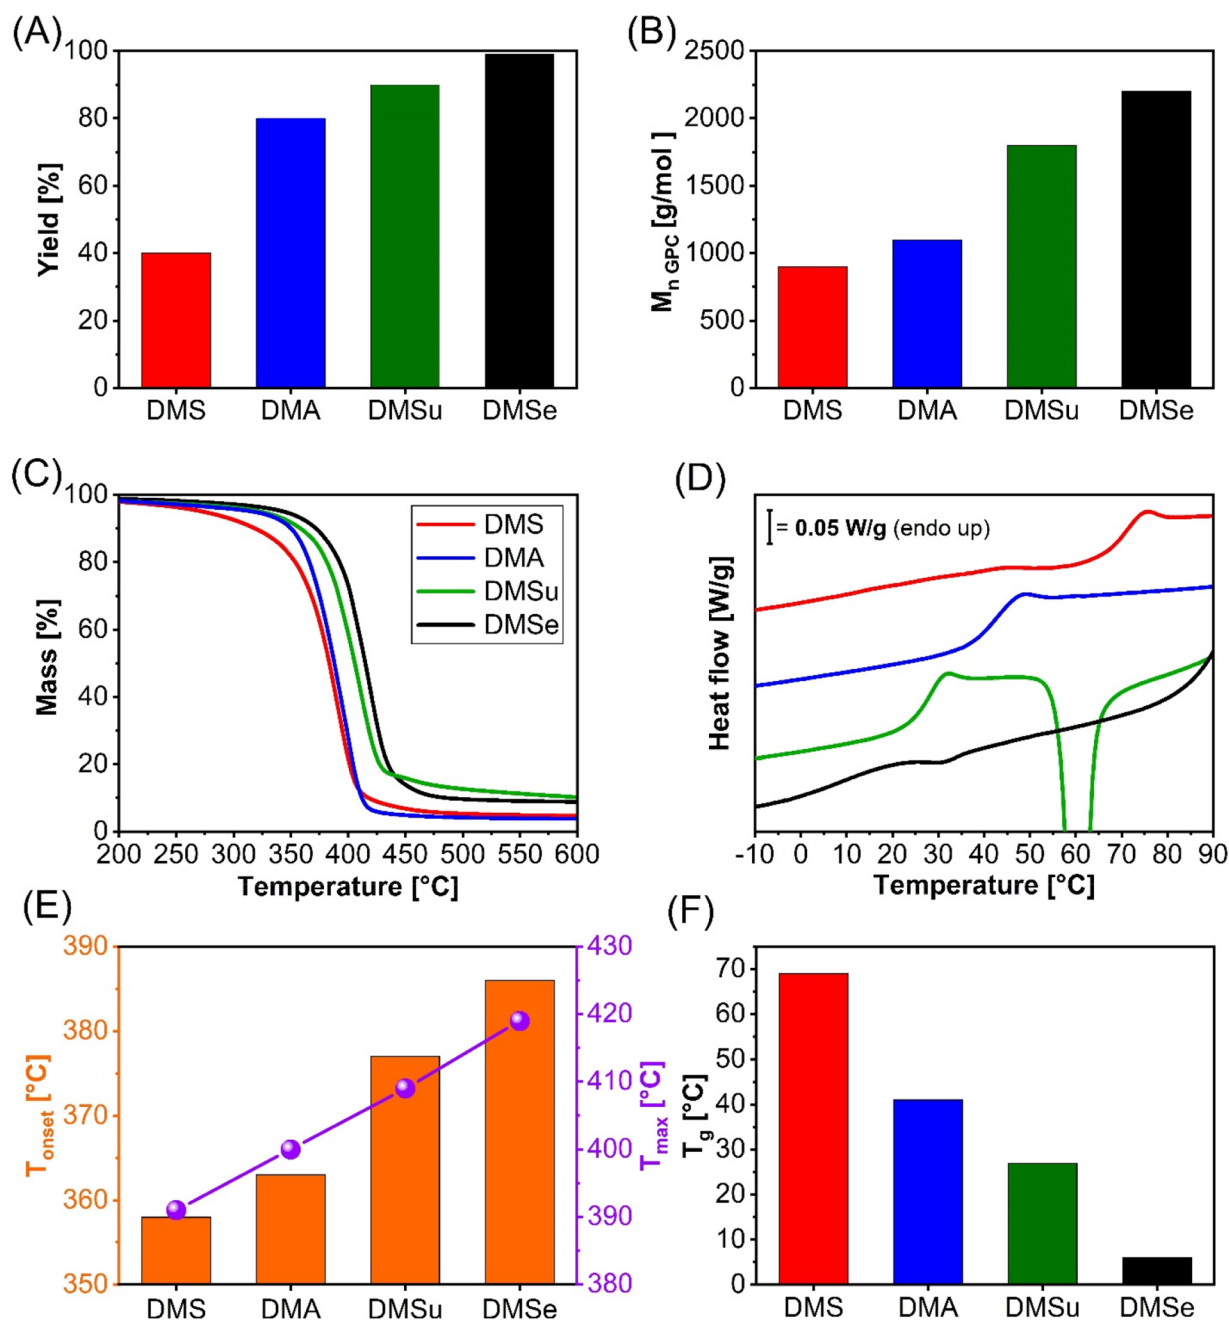 (A)
100
80
60
40
20
0
Yield [%]
DMS DMA DMSu DMSe
(B)
2500
2000
1500
1000
500
0
Mn GPC [g/mol ]
DMS DMA DMSu DMSe
(C)
100
80
60
40
20
0
Mass [%]
DMS
DMA
DMSu
DMSe
200 250 300 350 400 450 500 550 600
Temperature [°C]
(D)
= 0.05 W/g (endo up)
Heat flow [W/g]
-10 0 10 20 30 40 50 60 70 80 90
Temperature [°C]
(E)
390
380
370
360
350
Tonset [°C]
430
420
410
400
390
380
Tmax [°C]
DMS DMA DMSu DMSe
(F)
70
60
50
40
30
20
10
0
Tg [°C]
DMS DMA DMSu DMSe